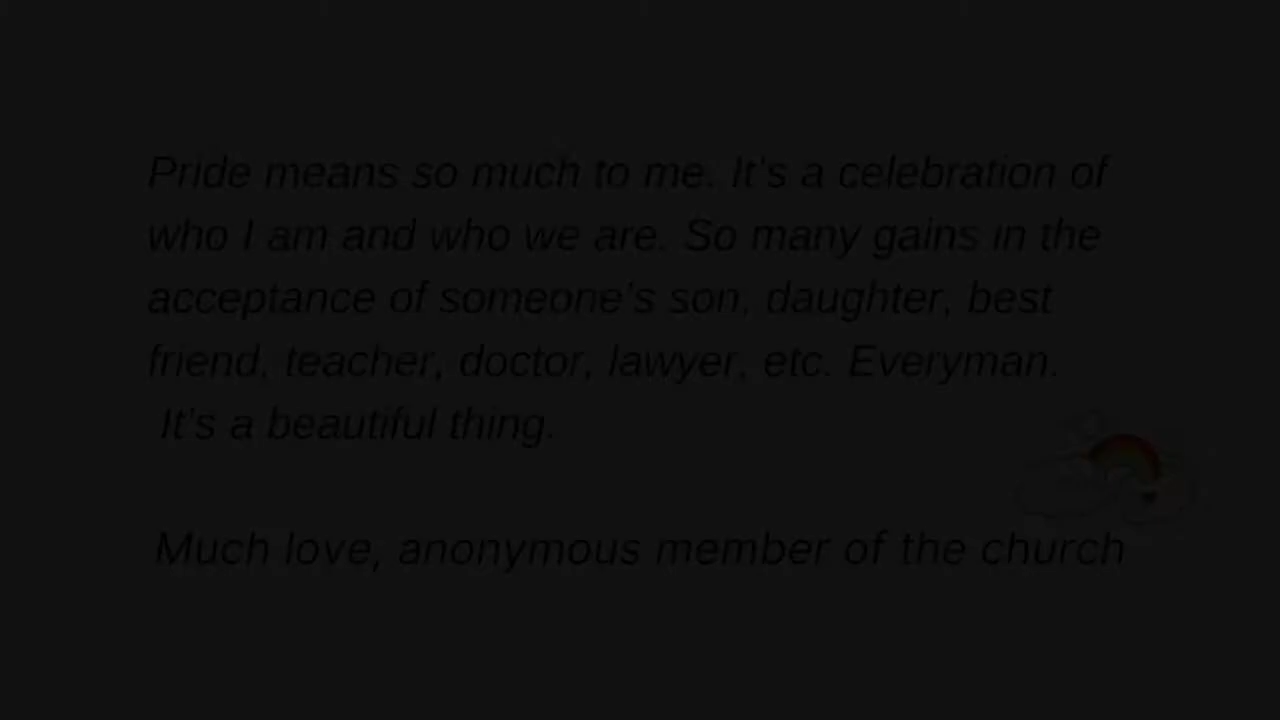 Pride means so much to me. It's a celebration of
who I am and who we are. So many gains in the
acceptance of someone's son, daughter, best
friend, teacher, doctor, lawyer, etc. Everyman.
It's a beautiful thing.
Much love, anonymous member of the church